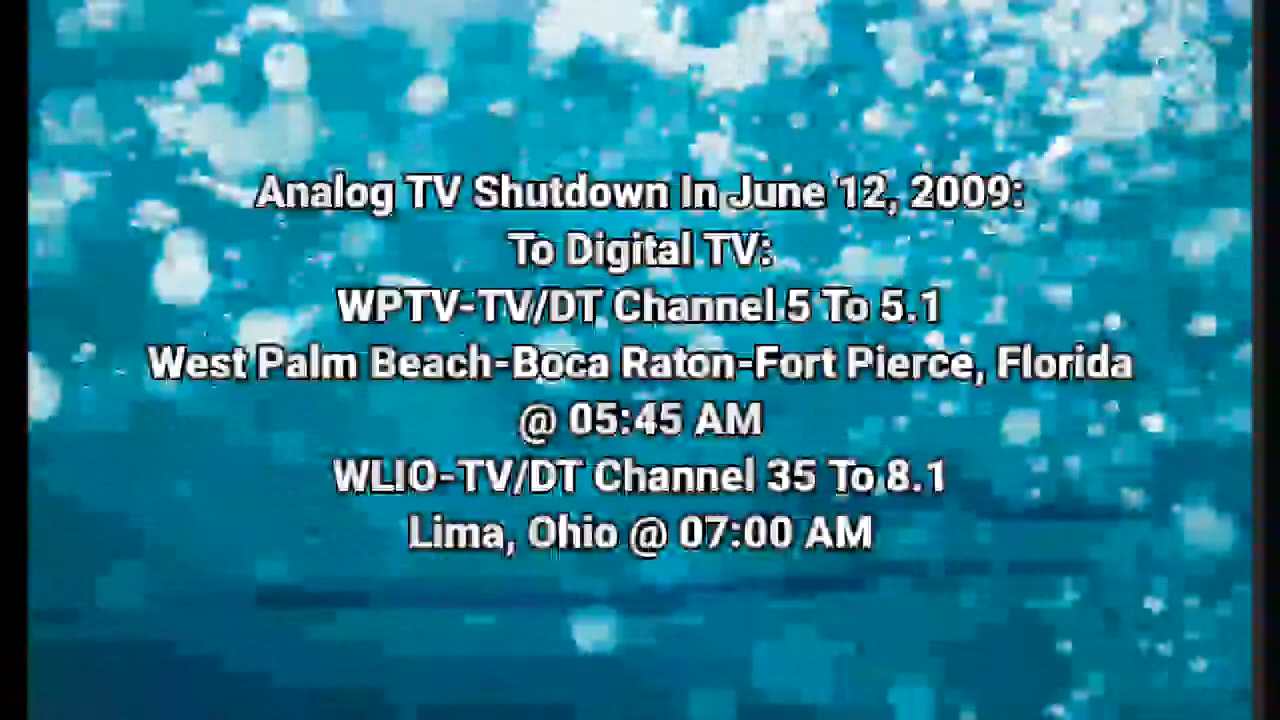 Analog TV Shutdown In June 12, 2009:
To Digital TV:
WPTV-TV/DT Channel 5 To 5.1
West Palm Beach-Boca Raton-Fort Pierce, Florida
@ 05:45 AM
WLIO-TV/DT Channel 35 To 8.1
Lima, Ohio @ 07:00 AM